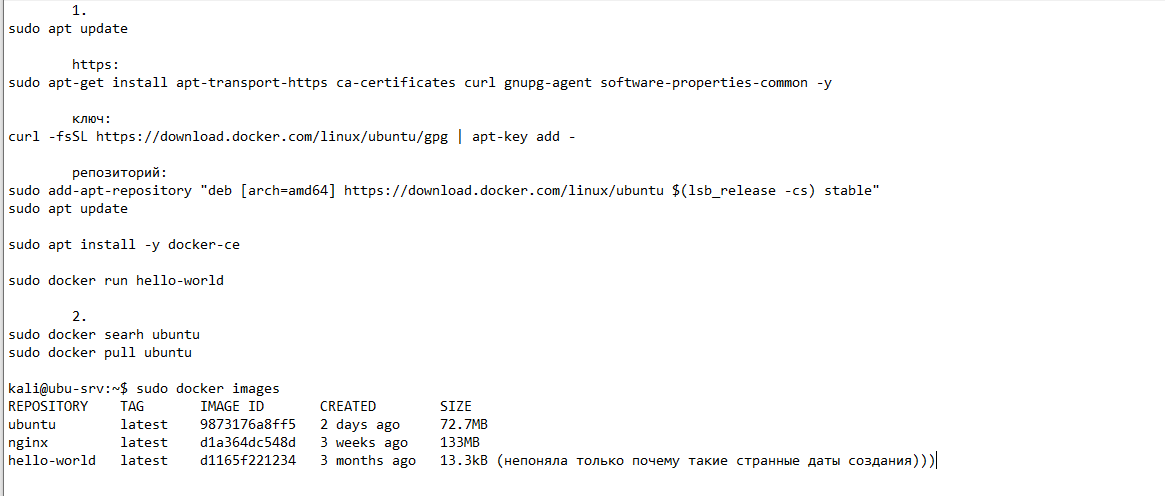 1.
sudo apt update
https:
sudo apt-get install apt-transport-https ca-certificates curl gnupg-agent software-properties-common -y
ключ:
curl -fsSL https://download.docker.com/linux/ubuntu/gpg | apt-key add -
репозиторий:
sudo add-apt-repository "deb [arch=amd64] https://download.docker.com/linux/ubuntu $(lsb_release -cs) stable"
sudo apt update
sudo apt install -y docker-ce
sudo docker run hello-world
2.
sudo docker searh ubuntu
sudo docker pull ubuntu
kali@ubu-srv:~$ sudo docker images
REPOSITORY    TAG       IMAGE ID       CREATED        SIZE
ubuntu        latest    9873176a8ff5   2 days ago     72.7MB
nginx         latest    d1a364dc548d   3 weeks ago    133MB
hello-world   latest    d1165f221234   3 months ago   13.3kB (непоняла только почему такие странные даты создания)))